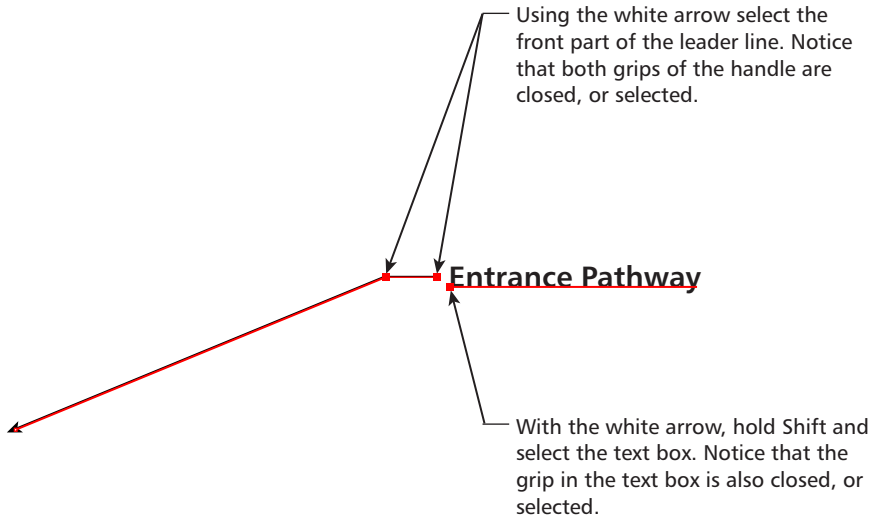 Using the white arrow select the
front part of the leader line. Notice
that both grips of the handle are
closed, or selected.
Entrance Pathway
With the white arrow, hold Shift and
select the text box. Notice that the
grip in the text box is also closed, or
selected.